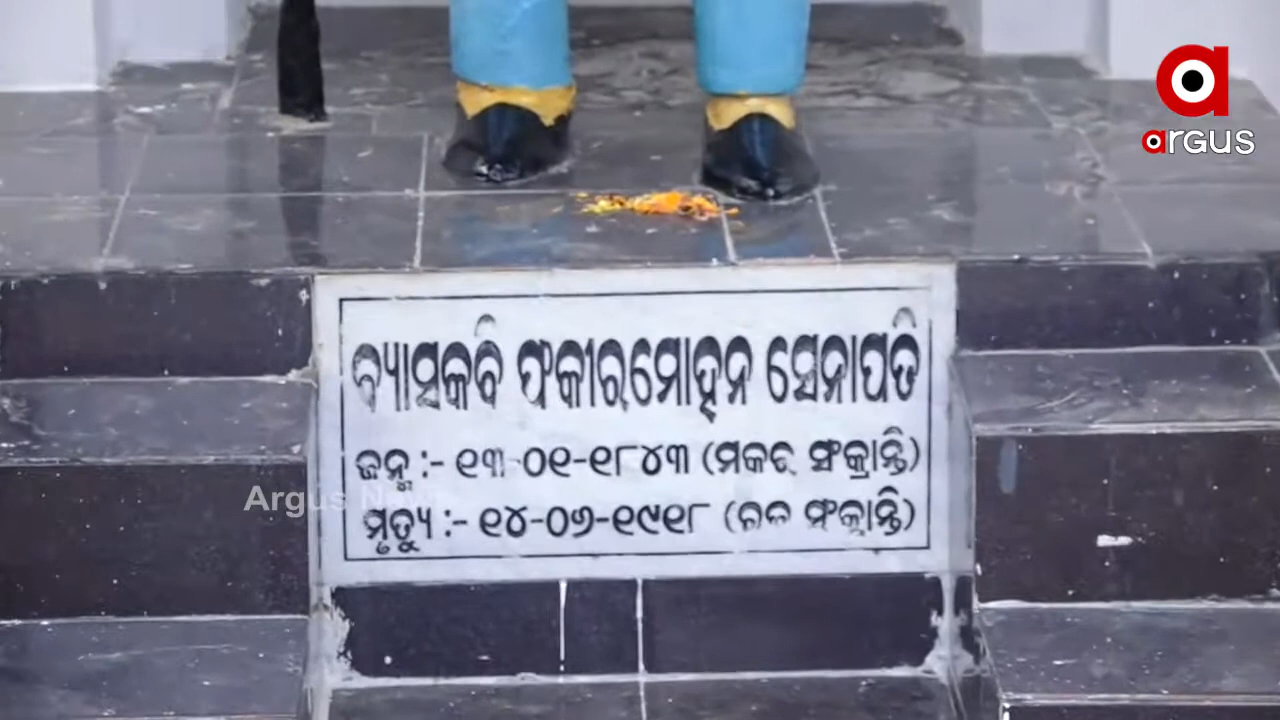 argus
ବ୍ୟାସକବି ଫକୀରମୋହନ ସେନାପତି
ଜନ୍ମ :- ୧୩-୦୧-୧୮୪୩ (ମକର ସଂକ୍ରାନ୍ତି)
Argus News
ମୃତ୍ୟୁ :- ୧୪-୦୬-୧୯୧୮ (ରଜ ସଂକ୍ରାନ୍ତି)